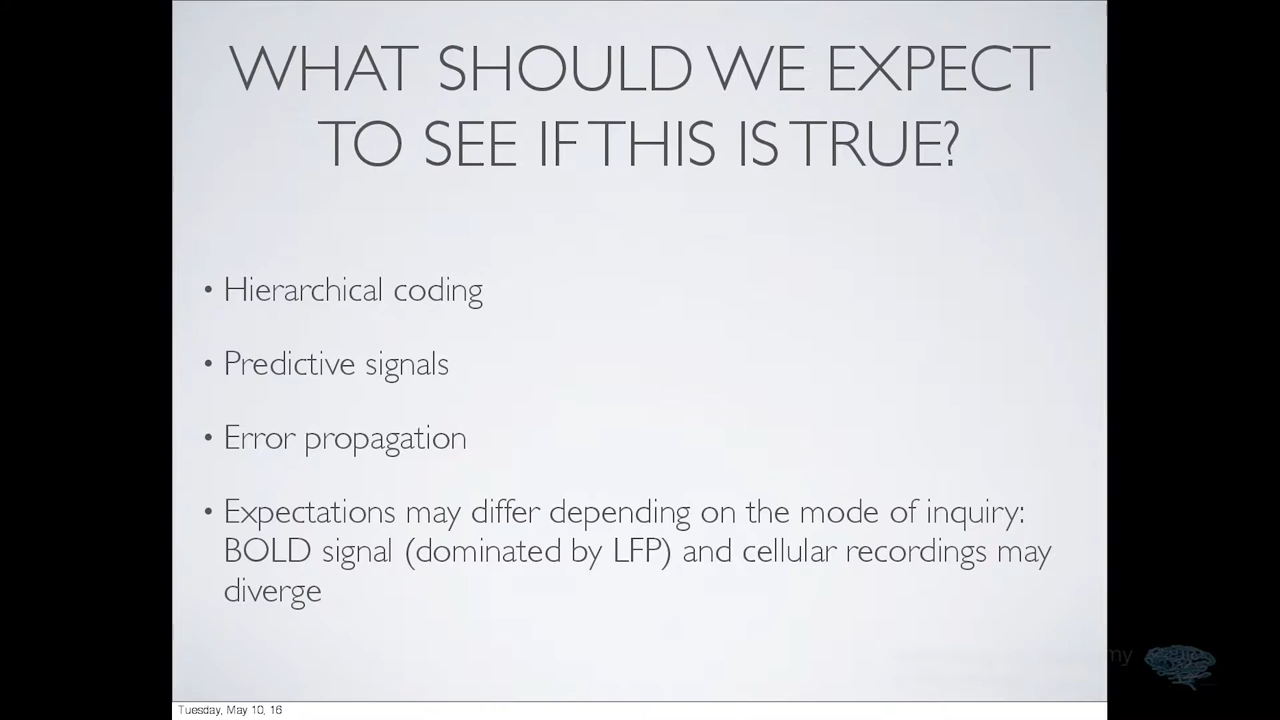 WHAT SHOULD WE EXPECT
TO SEE IF THIS IS TRUE?
• Hierarchical coding
• Predictive signals
• Error propagation
• Expectations may differ depending on the mode of inquiry:
BOLD signal (dominated by LFP) and cellular recordings may
diverge
Tuesday, May 10, 16